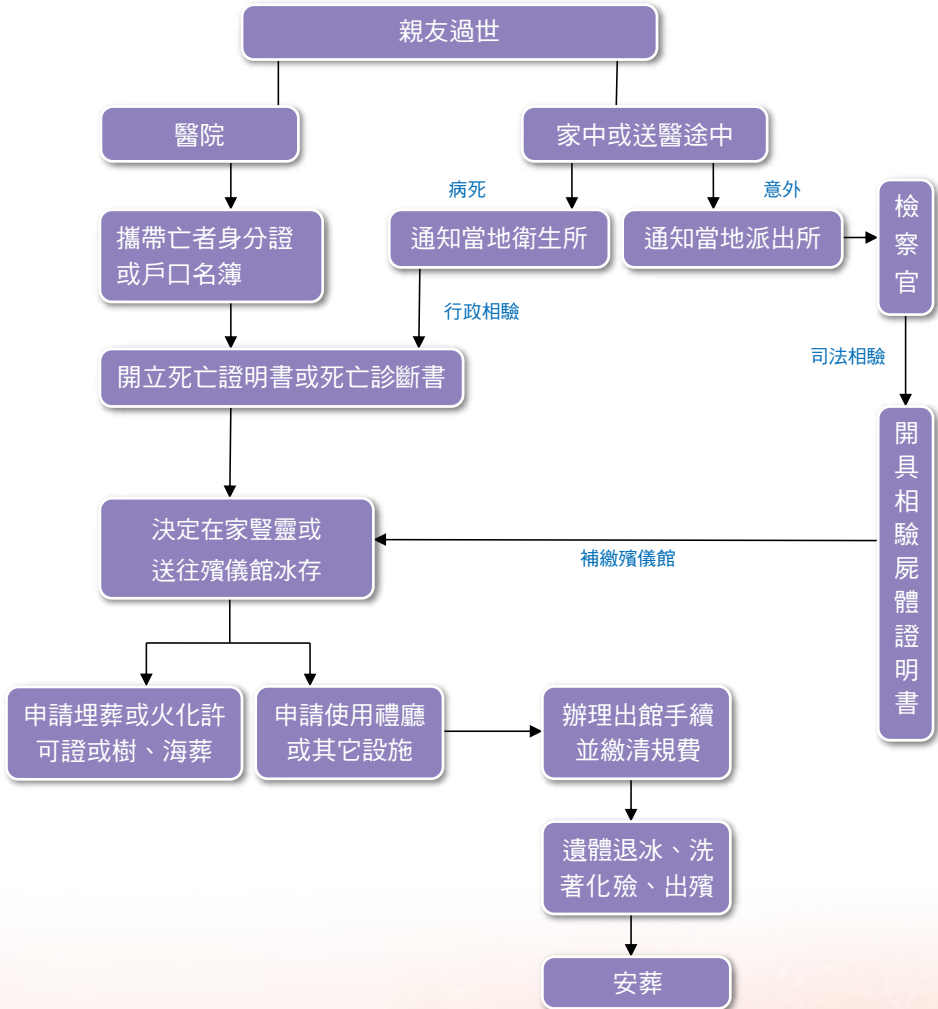 親友過世
醫院
家中或送醫途中
病死
意外
檢察官
攜帶亡者身分證
或戶口名簿
通知當地衛生所
通知當地派出所
行政相驗
司法相驗
開立死亡證明書或死亡診斷書
開具相驗屍體證明書
決定在家豎靈或
送往殯儀館冰存
補繳殯儀館
申請埋葬或火化許
可證或樹、海葬
申請使用禮廳
或其它設施
辦理出館手續
並繳清規費
遺體退冰、洗
著化殮、出殯
安葬